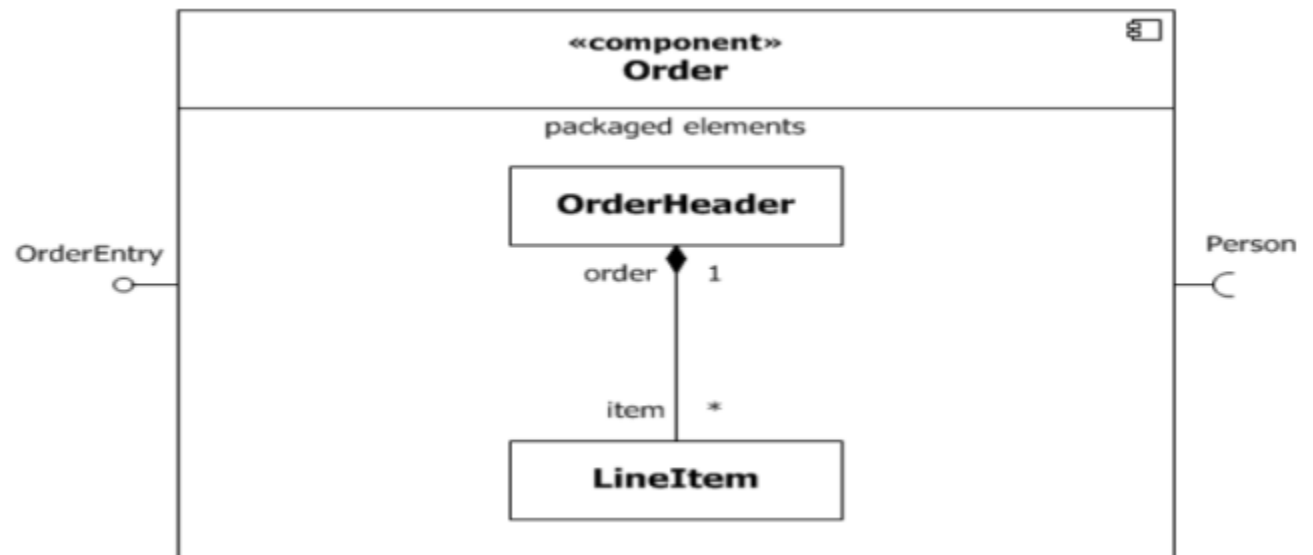 «component»
Order
packaged elements
OrderHeader
OrderEntry
Person
order 1
item *
LineItem